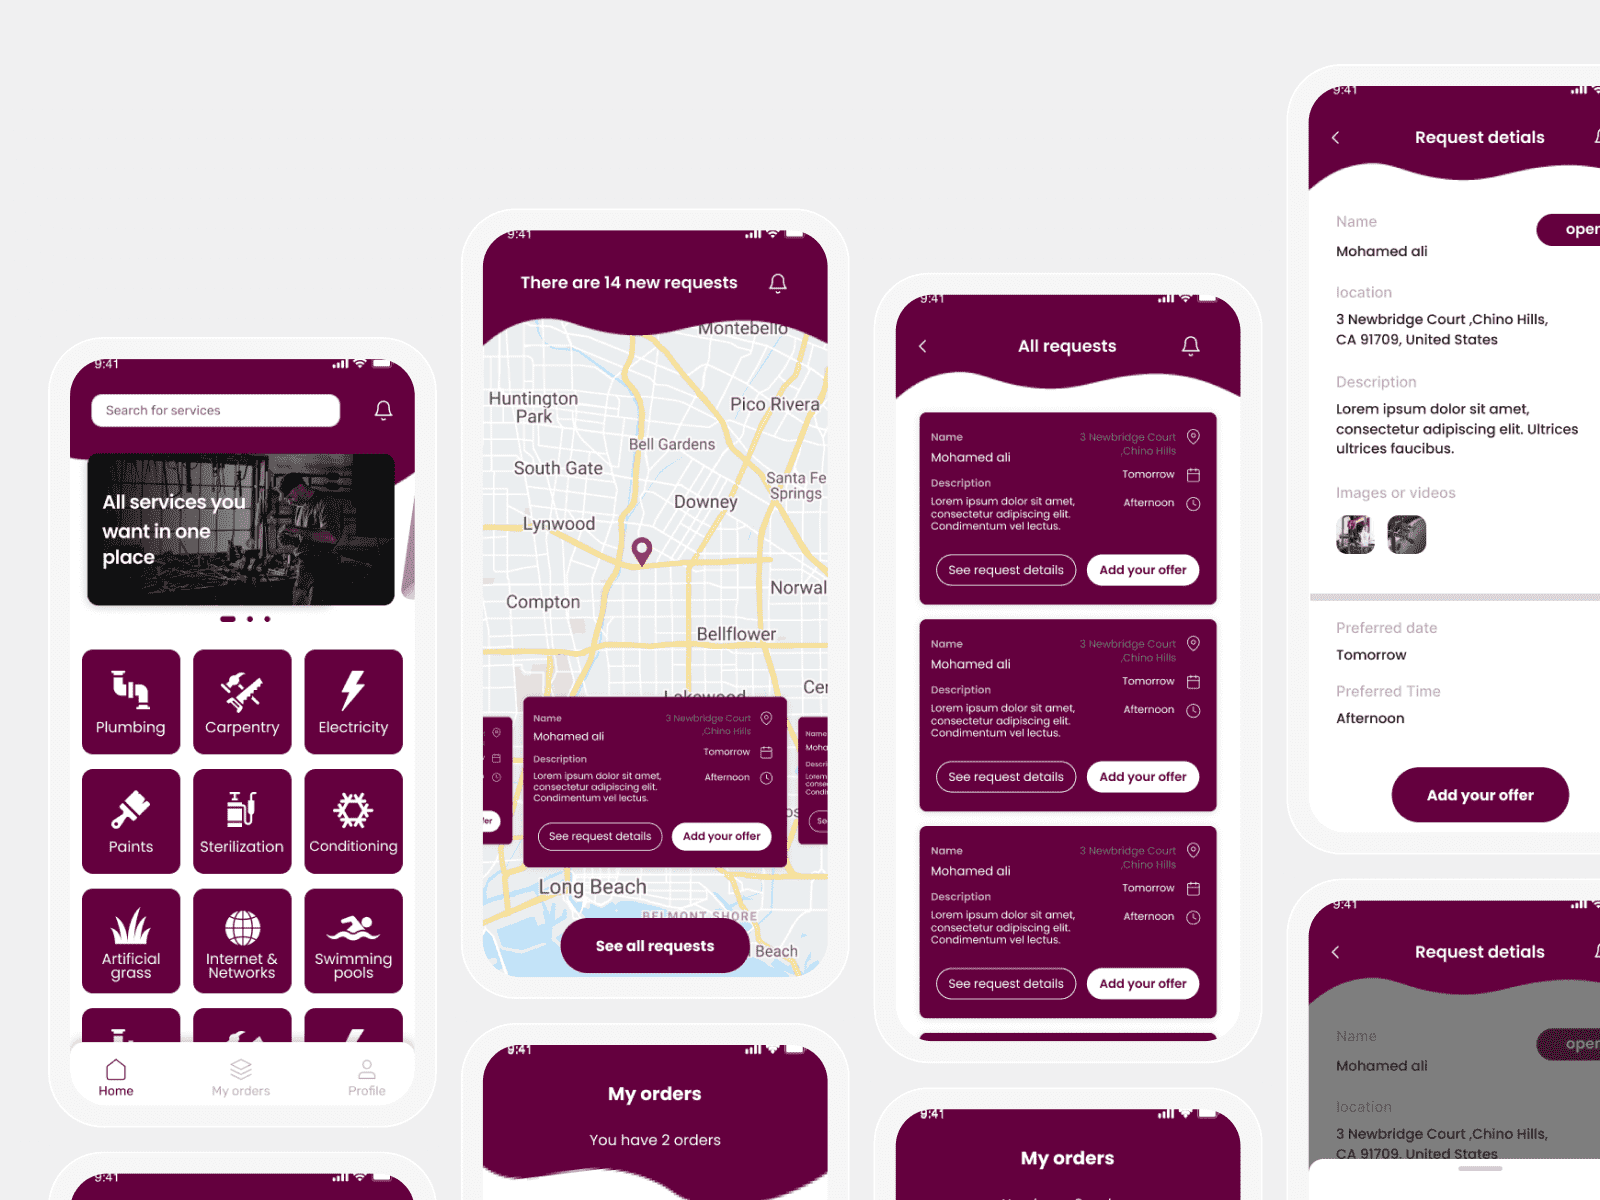 9:41
Search for services
All services you
want in one
place
Plumbing
Carpentry
Electricity
Paints
Sterilization
Conditioning
Artificial
grass
Internet &
Networks
Swimming
pools
Home
My orders
Profile
9:41
9:41
There are 14 new requests
Montebello
Huntington
Park
Pico Rivera
Bell Gardens
South Gate
Santa Fe
Springs
Downey
Lynwood
Norwal
Compton
Bellflower
Lakewood
Cer
Name
3 Newbridge Court
,Chino Hills
Mohamed ali
Tomorrow
Description
Afternoon
Lorem ipsum dolor sit amet,
consectetur adipiscing elit.
Condimentum vel lectus.
See request details
Add your offer
fer
Name
Moha
Descri
Lorem
conse
Condi
Se
Long Beach
BELMONT SHORE
Beach
See all requests
9:41
My orders
You have 2 orders
9:41
All requests
Name
3 Newbridge Court
,Chino Hills
Mohamed ali
Tomorrow
Description
Afternoon
Lorem ipsum dolor sit amet,
consectetur adipiscing elit.
Condimentum vel lectus.
See request details
Add your offer
Name
3 Newbridge Court
,Chino Hills
Mohamed ali
Tomorrow
Description
Afternoon
Lorem ipsum dolor sit amet,
consectetur adipiscing elit.
Condimentum vel lectus.
See request details
Add your offer
Name
3 Newbridge Court
,Chino Hills
Mohamed ali
Tomorrow
Description
Afternoon
Lorem ipsum dolor sit amet,
consectetur adipiscing elit.
Condimentum vel lectus.
See request details
Add your offer
9:41
My orders
9:41
Request detials
Name
open
Mohamed ali
location
3 Newbridge Court ,Chino Hills,
CA 91709, United States
Description
Lorem ipsum dolor sit amet,
consectetur adipiscing elit. Ultrices
ultrices faucibus.
Images or videos
Preferred date
Tomorrow
Preferred Time
Afternoon
Add your offer
9:41
Request detials
Name
open
Mohamed ali
location
3 Newbridge Court ,Chino Hills,
CA 91709, United States